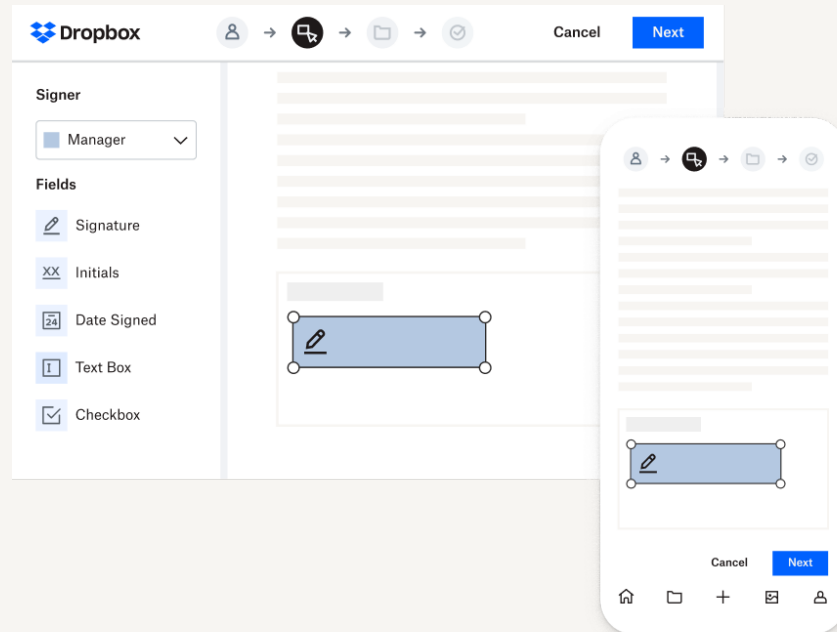 Dropbox
Cancel
Next
Signer
Manager
Fields
Signature
XX
Initials
24
Date Signed
I
Text Box
Checkbox
Cancel
Next